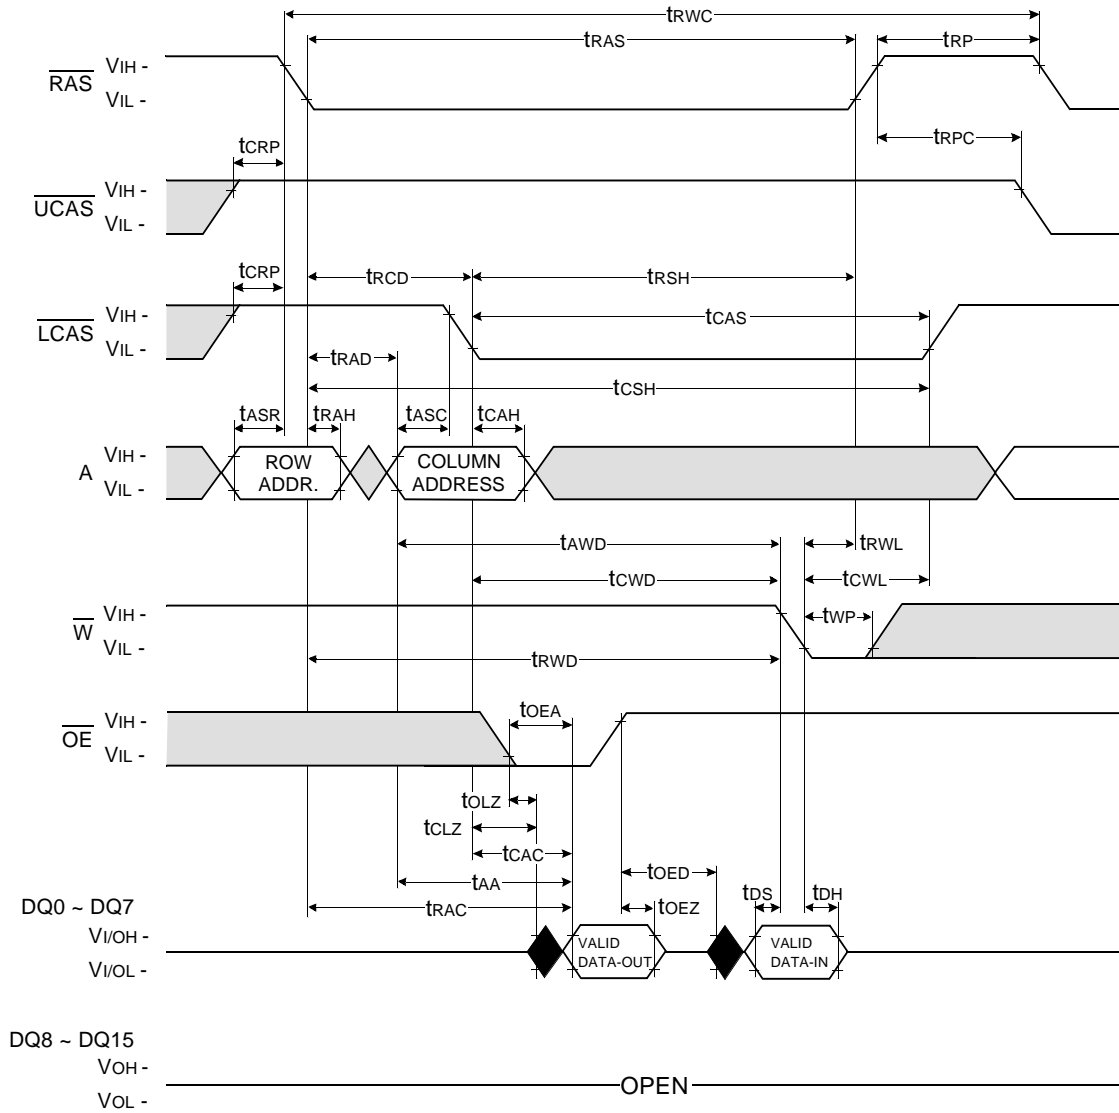 tRWC
tRAS
tRP
RAS
VIH -
VIL -
tCRP
tRPC
UCAS
VIH -
VIL -
tCRP
tRCD
tRSH
LCAS
VIH -
VIL -
tCAS
tRAD
tCSH
tASR
tRAH
tASC
tCAH
A
VIH -
VIL -
ROW
ADDR.
COLUMN
ADDRESS
tAWD
tRWL
tCWD
tCWL
W
VIH -
VIL -
tWP
tRWD
OE
VIH -
VIL -
tOEA
tOLZ
tCLZ
tCAC
tOED
tAA
tDS
tDH
tRAC
tOEZ
DQ0 ~ DQ7
VI/OH -
VI/OL -
VALID
DATA-OUT
VALID
DATA-IN
DQ8 ~ DQ15
VOH -
VOL -
OPEN